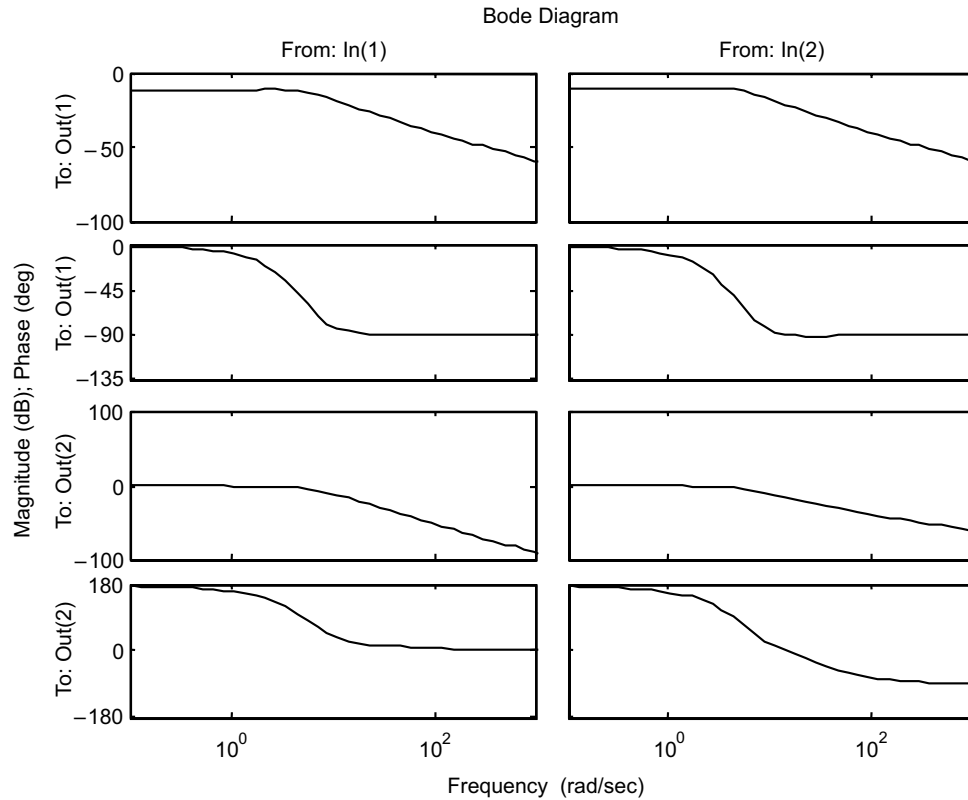 Bode Diagram
From: In(1)
From: In(2)
Magnitude (dB); Phase (deg)
To: Out(1)
0
−50
−100
To: Out(1)
0
−45
−90
−135
To: Out(2)
100
0
−100
To: Out(2)
180
0
−180
10^0
10^2
10^0
10^2
Frequency (rad/sec)